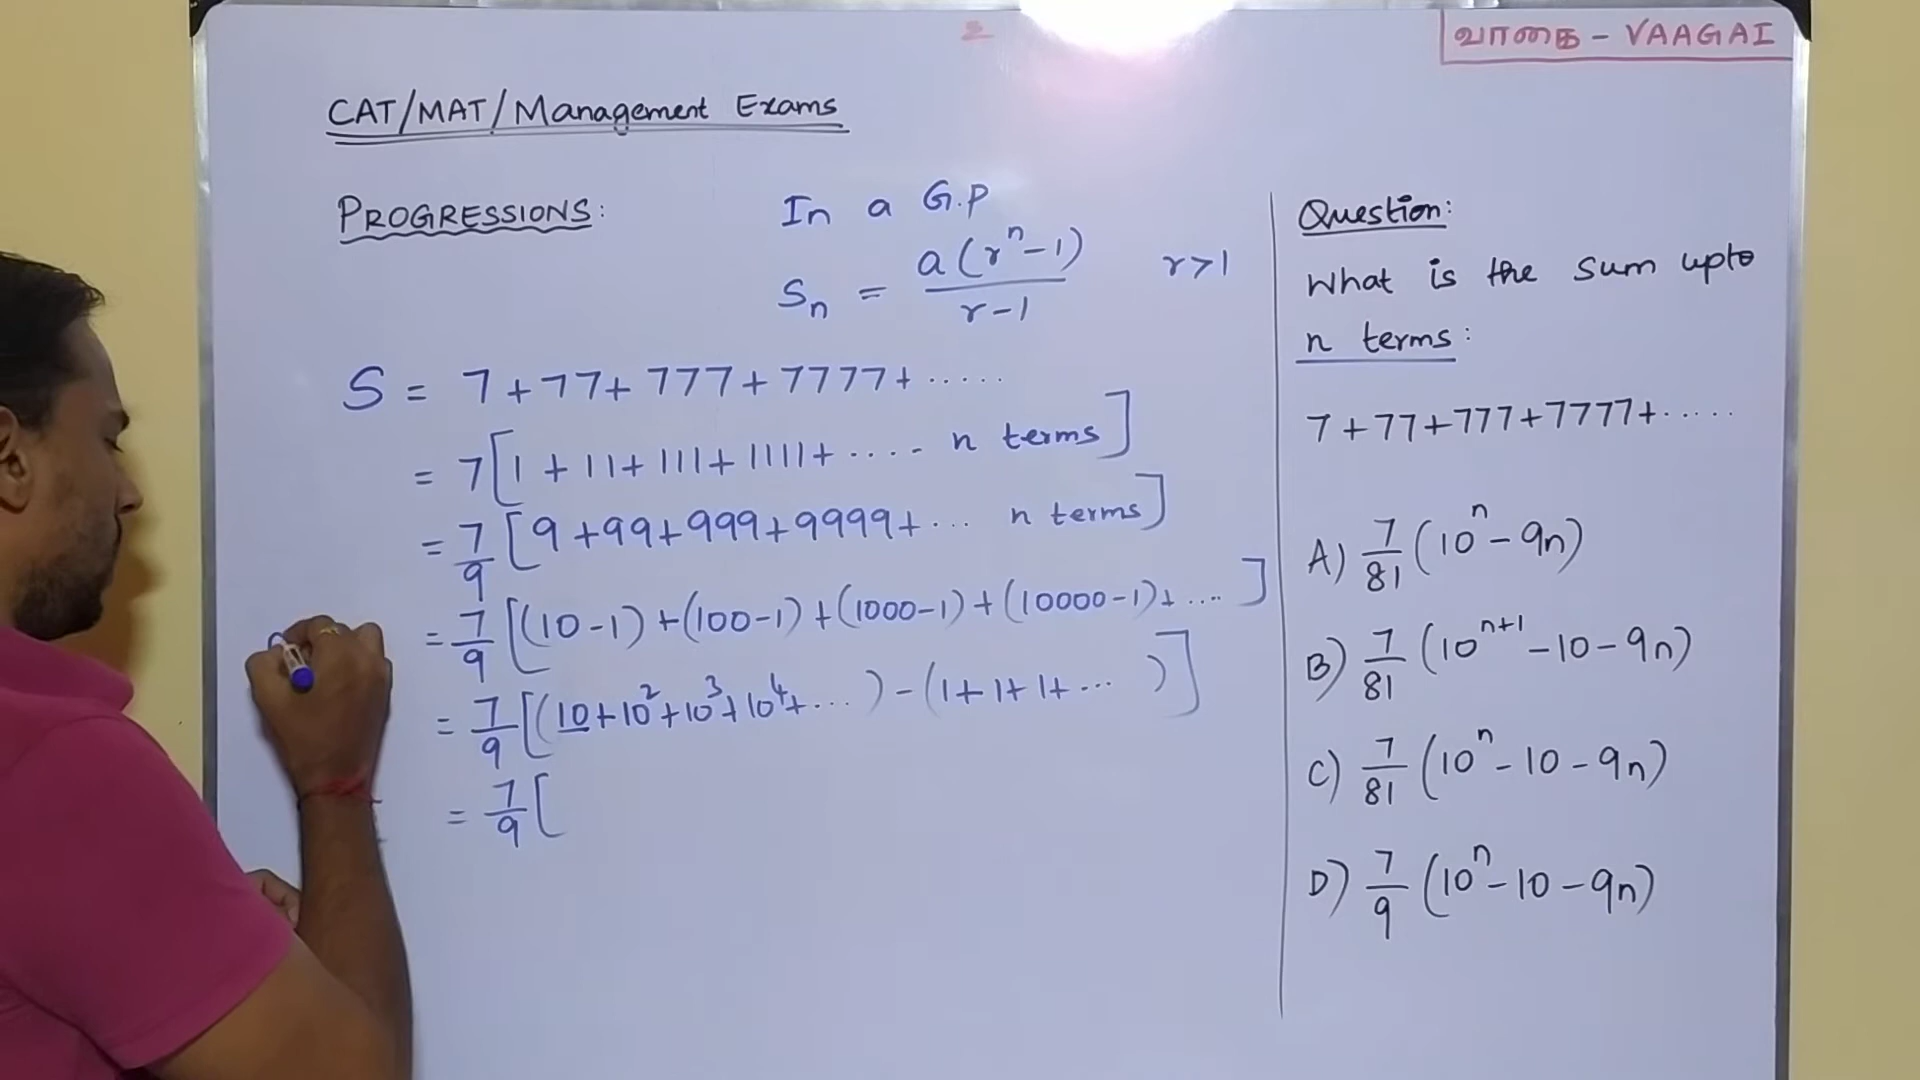 வாகை - VAAGAI
CAT/MAT/Management Exams
PROGRESSIONS:
In a G.P
Sn = a(r^n-1)/(r-1) r>1
S = 7+77+777+7777+.....
= 7[1+11+111+1111+.... n terms]
= 7/9[9+99+999+9999+... n terms]
= 7/9[(10-1)+(100-1)+(1000-1)+(10000-1)+....]
= 7/9[(10+10^2+10^3+10^4+...)-(1+1+1+...)]
= 7/9[
Question:
What is the sum upto
n terms:
7+77+777+7777+.....
A) 7/81(10^n-9n)
B) 7/81(10^n+1-10-9n)
C) 7/81(10^n-10-9n)
D) 7/9(10^n-10-9n)